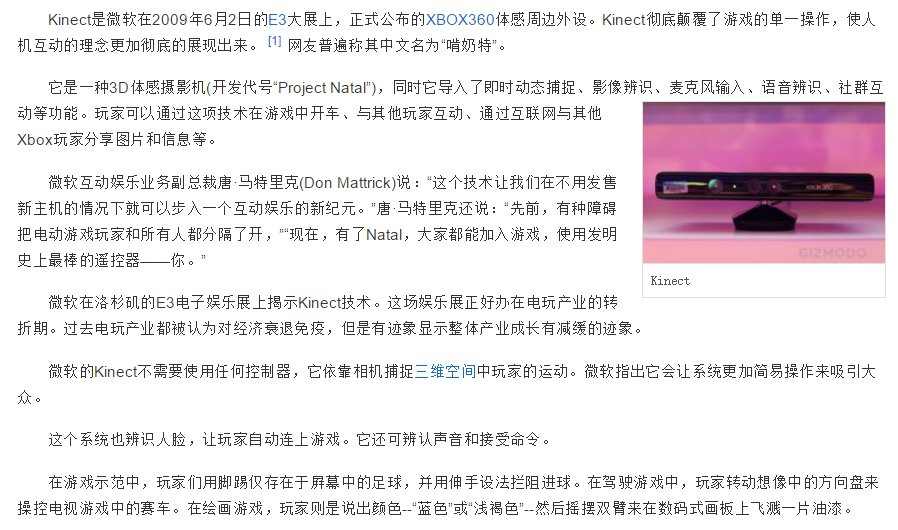 Kinect是微软在2009年6月2日的E3大展上，正式公布的XBOX360体感周边外设。Kinect彻底颠覆了游戏的单一操作，使人
机互动的理念更加彻底的展现出来。 [1] 网友普遍称其中文名为“啃奶特”。
它是一种3D体感摄影机(开发代号“Project Natal”)，同时它导入了即时动态捕捉、影像辨识、麦克风输入、语音辨识、社群互
动等功能。玩家可以通过这项技术在游戏中开车、与其他玩家互动、通过互联网与其他
Xbox玩家分享图片和信息等。
微软互动娱乐业务副总裁唐·马特里克(Don Mattrick)说：“这个技术让我们在不用发售
新主机的情况下就可以步入一个互动娱乐的新纪元。”唐·马特里克还说：“先前，有种障碍
把电动游戏玩家和所有人都分隔了开，”“现在，有了Natal，大家都能加入游戏，使用发明
史上最棒的遥控器——你。”
XBOX 360
GIZMODO
Kinect
微软在洛杉矶的E3电子娱乐展上揭示Kinect技术。这场娱乐展正好办在电玩产业的转
折期。过去电玩产业都被认为对经济衰退免疫，但是有迹象显示整体产业成长有减缓的迹象。
微软的Kinect不需要使用任何控制器，它依靠相机捕捉三维空间中玩家的运动。微软指出它会让系统更加简易操作来吸引大
众。
这个系统也辨识人脸，让玩家自动连上游戏。它还可辨认声音和接受命令。
在游戏示范中，玩家们用脚踢仅存在于屏幕中的足球，并用伸手设法拦阻进球。在驾驶游戏中，玩家转动想像中的方向盘来
操控电视游戏中的赛车。在绘画游戏，玩家则是说出颜色--“蓝色”或“浅褐色”--然后摇摆双臂来在数码式画板上飞溅一片油漆。